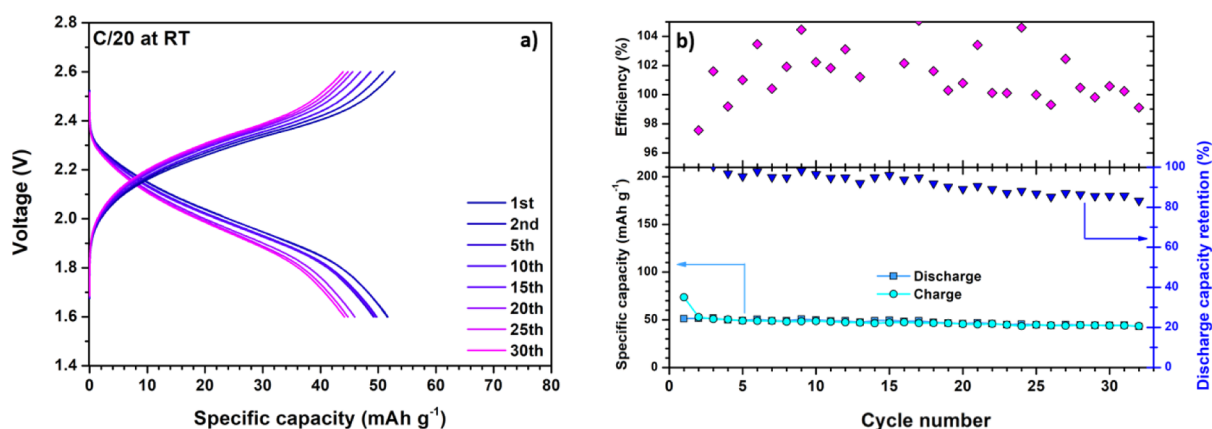 C/20 at RT
a)
Voltage (V)
2.8
2.6
2.4
2.2
2.0
1.8
1.6
1.4
1st
2nd
5th
10th
15th
20th
25th
30th
0 10 20 30 40 50 60 70 80
Specific capacity (mAh g⁻¹)
b)
Efficiency (%)
104
102
100
98
96
Specific capacity (mAh g⁻¹)
200
150
100
50
0
Discharge
Charge
100
80
60
40
20
0
Discharge capacity retention (%)
0 5 10 15 20 25 30
Cycle number